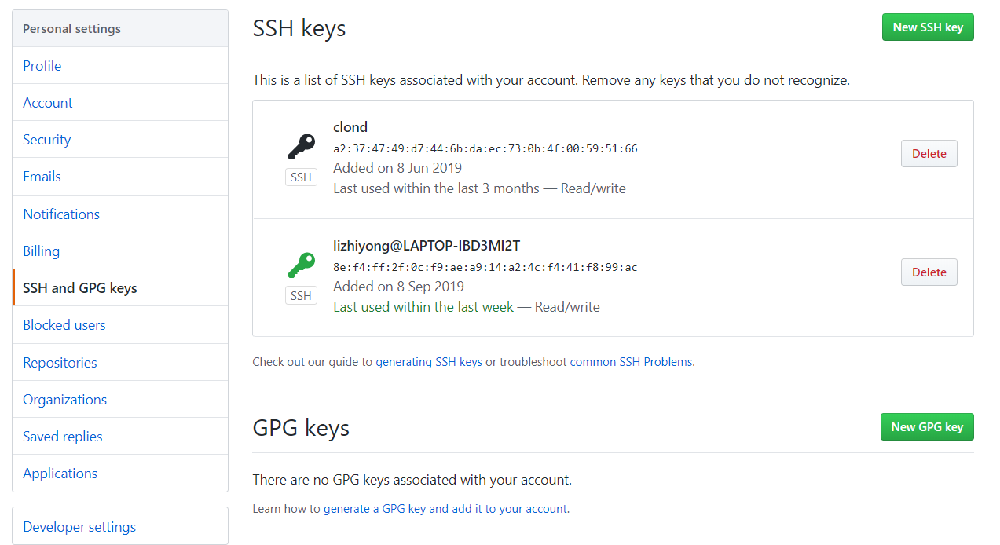 Personal settings
Profile
Account
Security
Emails
Notifications
Billing
SSH and GPG keys
Blocked users
Repositories
Organizations
Saved replies
Applications
Developer settings
SSH keys
New SSH key
This is a list of SSH keys associated with your account. Remove any keys that you do not recognize.
clond
a2:37:47:49:d7:44:6b:da:ec:73:0b:4f:00:59:51:66
Added on 8 Jun 2019
Last used within the last 3 months — Read/write
SSH
Delete
lizhiyong@LAPTOP-IBD3MI2T
8e:f4:ff:2f:0c:f9:ae:a9:14:a2:4c:f4:41:f8:99:ac
Added on 8 Sep 2019
Last used within the last week — Read/write
SSH
Delete
Check out our guide to generating SSH keys or troubleshoot common SSH Problems.
GPG keys
New GPG key
There are no GPG keys associated with your account.
Learn how to generate a GPG key and add it to your account.